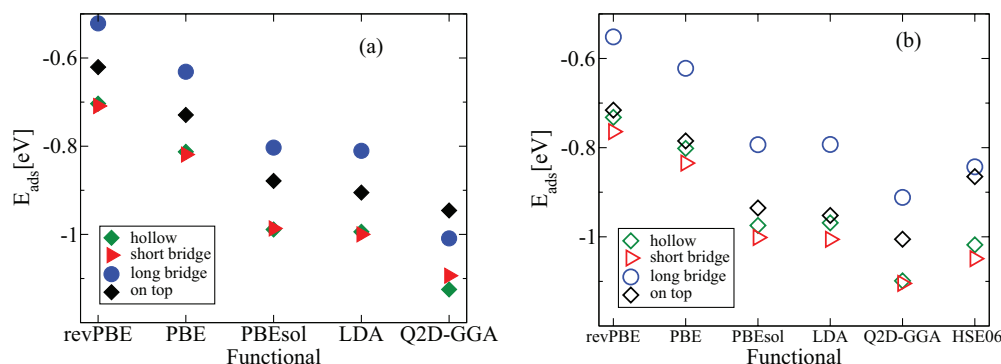 (a)
E_ads[eV]
-0.6
-0.8
-1
hollow
short bridge
long bridge
on top
revPBE PBE PBEsol LDA Q2D-GGA
Functional
(b)
E_ads[eV]
-0.6
-0.8
-1
hollow
short bridge
long bridge
on top
revPBE PBE PBEsol LDA Q2D-GGA HSE06
Functional